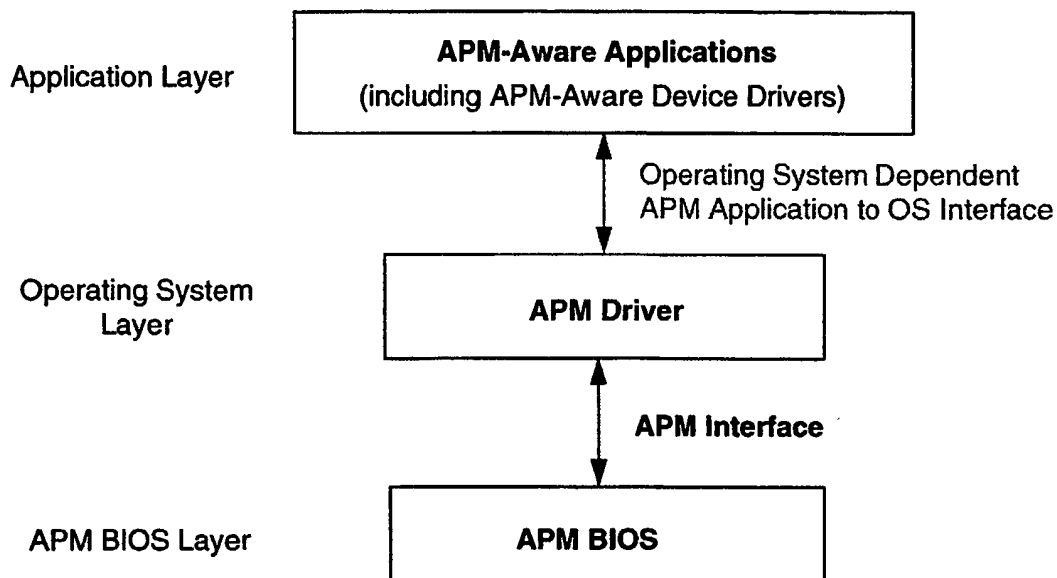 APM-Aware Applications
Application Layer
(including APM-Aware Device Drivers)
Operating System Dependent
APM Application to OS Interface
Operating System
Layer
APM Driver
APM Interface
APM BIOS Layer
APM BIOS